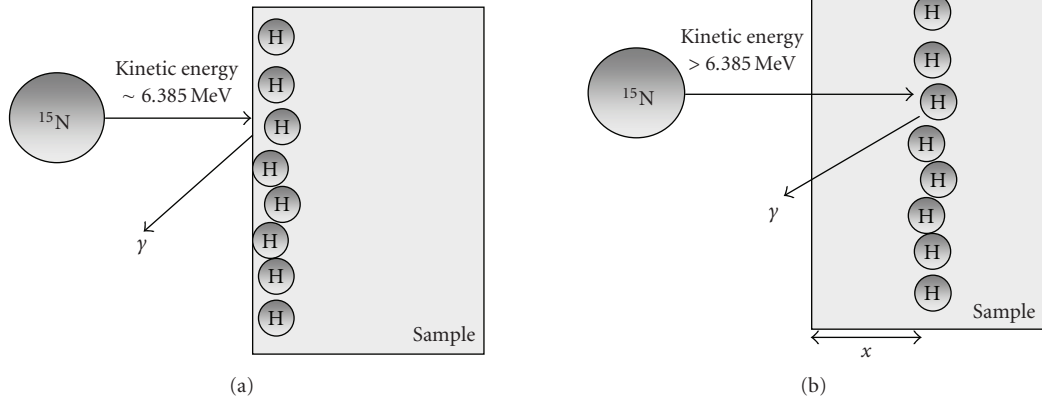 Kinetic energy
∼ 6.385 MeV
¹⁵N
H
H
H
H
H
H
H
H
γ
Sample
(a)
Kinetic energy
> 6.385 MeV
¹⁵N
H
H
H
H
H
H
H
H
γ
Sample
x
(b)